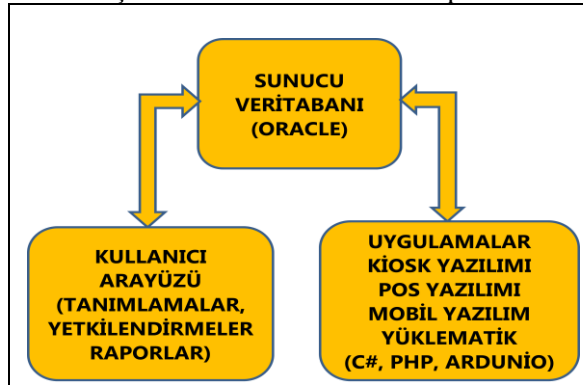 SUNUCU
VERİTABANI
(ORACLE)
KULLANICI
ARAYÜZÜ
(TANIMLAMALAR,
YETKİLENDİRMELER
RAPORLAR)
UYGULAMALAR
KİOSK YAZILIMI
POS YAZILIMI
MOBİL YAZILIM
YÜKLEMATİK
(C#, PHP, ARDUNİO)